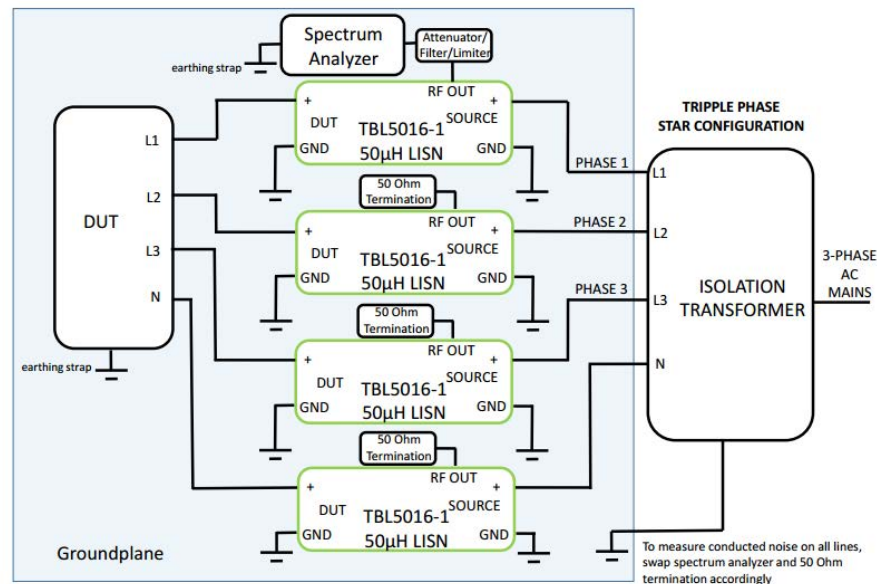 Spectrum
Analyzer
Attenuator/
Filter/Limiter
earthing strap
RF OUT
+
DUT
GND
TBL5016-1
50µH LISN
SOURCE
+
GND
TRIPPLE PHASE
STAR CONFIGURATION
DUT
L1
L2
L3
N
earthing strap
50 Ohm
Termination
RF OUT
+
DUT
GND
TBL5016-1
50µH LISN
SOURCE
+
GND
50 Ohm
Termination
RF OUT
+
DUT
GND
TBL5016-1
50µH LISN
SOURCE
+
GND
50 Ohm
Termination
RF OUT
+
DUT
GND
TBL5016-1
50µH LISN
SOURCE
+
GND
PHASE 1
PHASE 2
PHASE 3
L1
L2
L3
N
ISOLATION
TRANSFORMER
3-PHASE
AC
MAINS
Groundplane
To measure conducted noise on all lines,
swap spectrum analyzer and 50 Ohm
termination accordingly